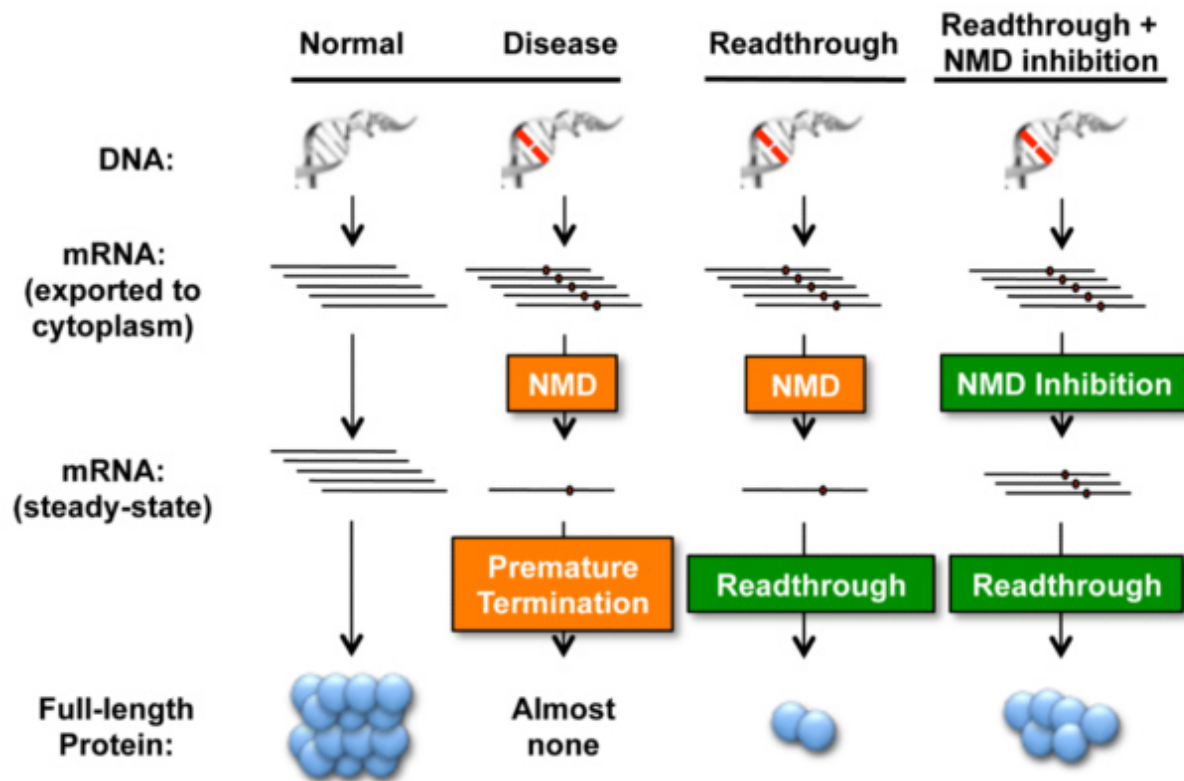 Normal
Disease
Readthrough
Readthrough +
NMD inhibition
DNA:
mRNA:
(exported to
cytoplasm)
NMD
NMD
NMD Inhibition
mRNA:
(steady-state)
Premature
Termination
Readthrough
Readthrough
Full-length
Protein:
Almost
none